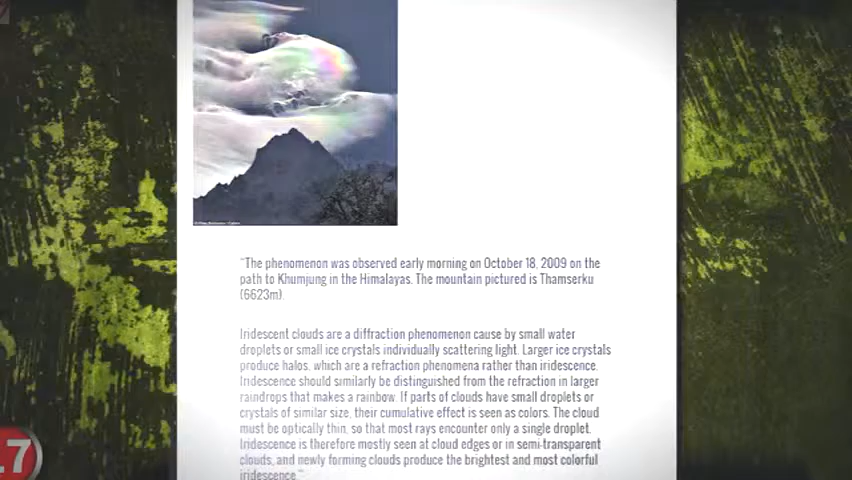 "The phenomenon was observed early morning on October 18, 2009 on the
path to Khumjung in the Himalayas. The mountain pictured is Thamserku
(6623m).
Iridescent clouds are a diffraction phenomenon cause by small water
droplets or small ice crystals individually scattering light. Larger ice crystals
produce halos, which are a refraction phenomena rather than iridescence.
Iridescence should similarly be distinguished from the refraction in larger
raindrops that makes a rainbow. If parts of clouds have small droplets or
crystals of similar size, their cumulative effect is seen as colors. The cloud
must be optically thin, so that most rays encounter only a single droplet.
Iridescence is therefore mostly seen at cloud edges or in semi-transparent
clouds, and newly forming clouds produce the brightest and most colorful
iridescence."
.7